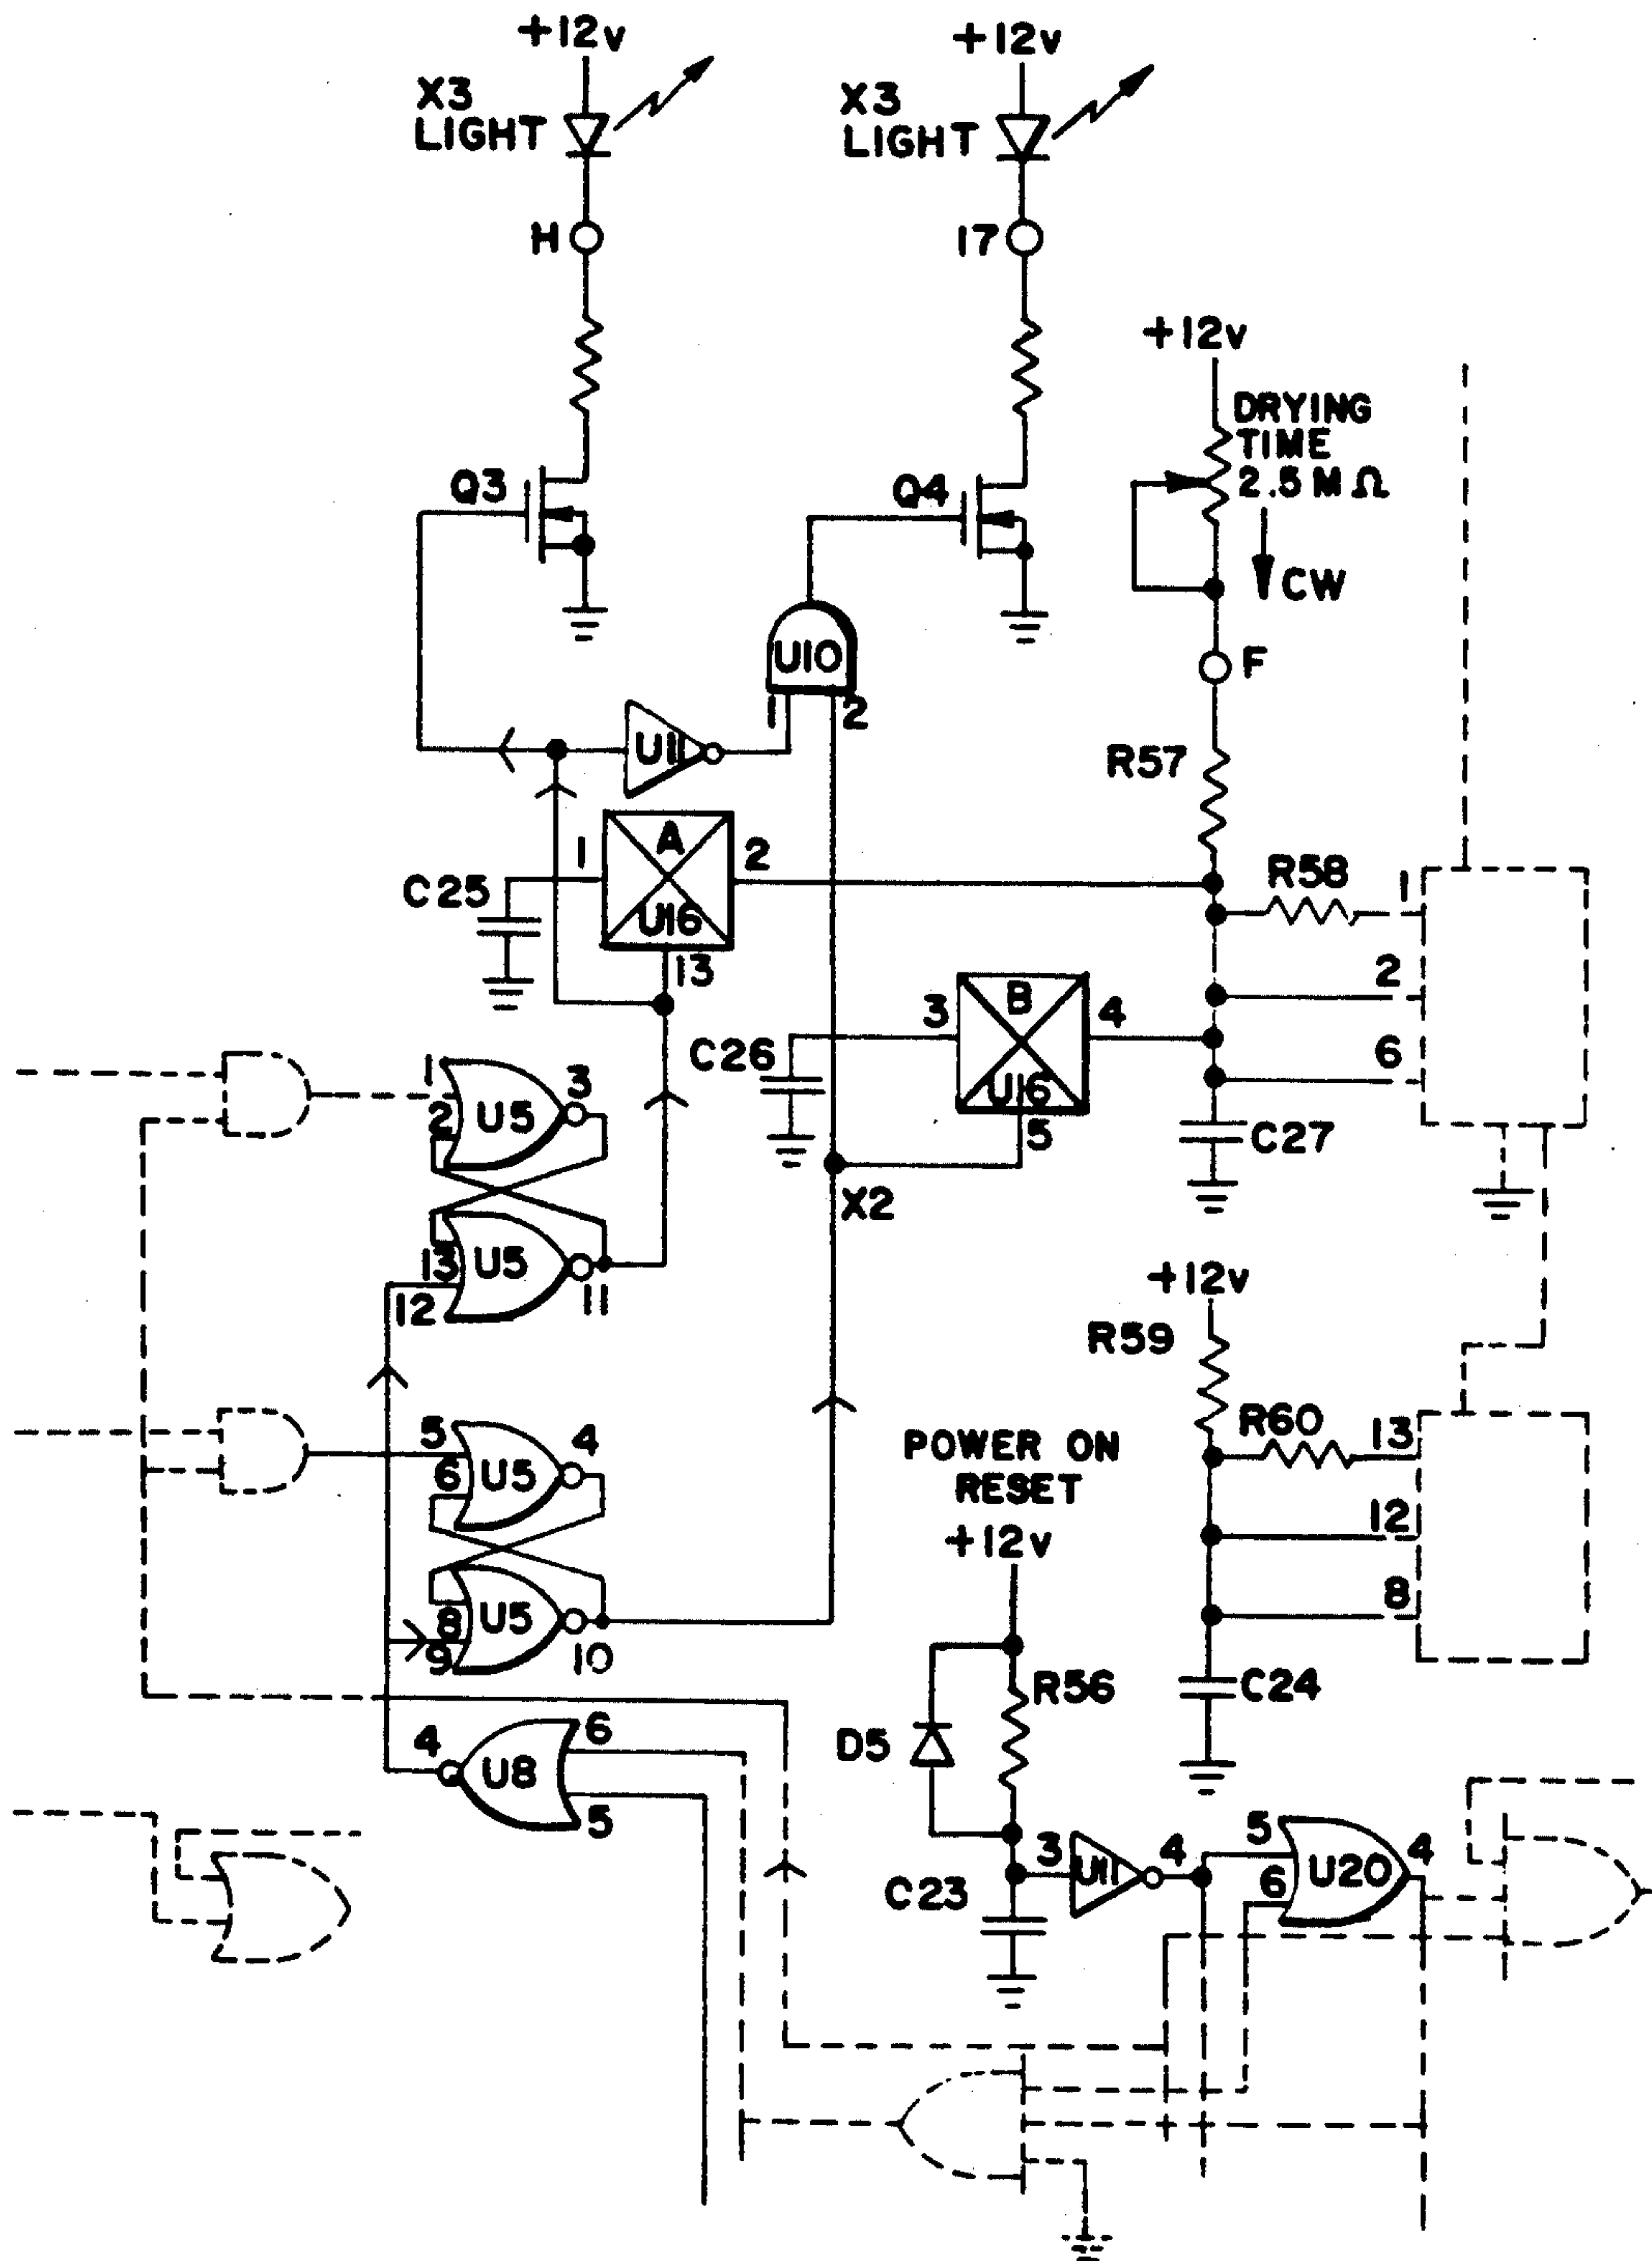 +12v
+12v
X3
LIGHT
X3
LIGHT
H
17
+12v
DRYING
TIME
2.5 M Ω
Q3
Q4
CW
U10
F
1
2
U11
R57
A
1
2
R58
C25
U16
1
13
2
B
3
4
C26
6
1
3
U16
2
U5
5
C27
X2
13
U5
+12v
12
11
R59
5
4
R60
13
6
U5
POWER ON
RESET
12
+12v
8
U5
8
9
10
R56
C24
4
6
D5
U8
5
5
4
3
U11
4
U20
6
C23